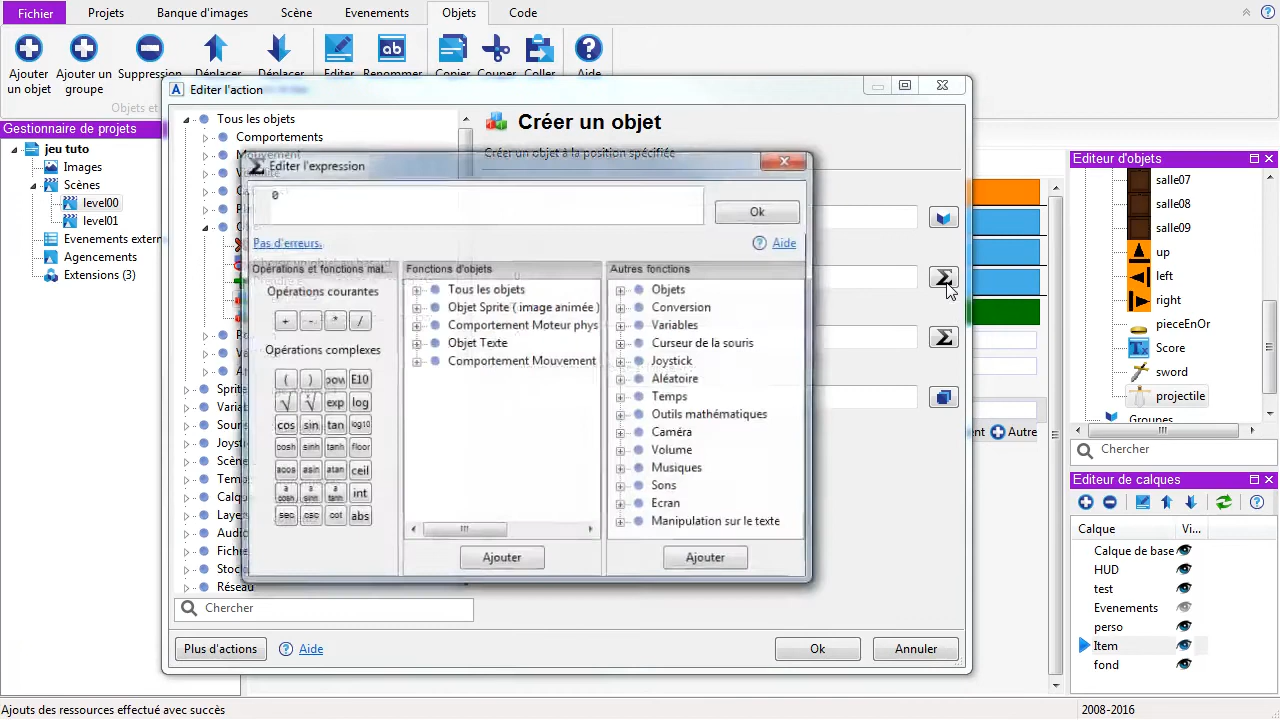 Fichier Projets Banque d'images Scène Evenements Objets Code
Ajouter un objet
Ajouter un groupe
Suppression
Déplacer
Déplacer
Editer
Renommer
Copier
Couper
Coller
Aide
Gestionnaire de projets
jeu tuto
Images
Scènes
level00
level01
Evenements extern
Agencements
Extensions (3)
Editer l'action
Tous les objets
Comportements
Mouvement
Créer un objet
Créer un objet à la position spécifiée
Editer l'expression
0
Ok
Pas d'erreurs.
Aide
Opérations et fonctions mat...
Opérations courantes
+ - * /
Opérations complexes
( ) pow E10
√ exp log
cos sin tan log10
cosh sinh tanh floor
acos asin atan ceil
a cosh a sinh a tanh int
sec csc cot abs
Fonctions d'objets
Tous les objets
Objet Sprite ( image animée )
Comportement Moteur phys
Objet Texte
Comportement Mouvement
Ajouter
Autres fonctions
Objets
Conversion
Variables
Curseur de la souris
Joystick
Aléatoire
Temps
Outils mathématiques
Caméra
Volume
Musiques
Sons
Ecran
Manipulation sur le texte
Ajouter
Sprite
Varia
Sour
Joysti
Scèn
Temp
Calqu
Laye
Audi
Fichie
Stoc
Réseau
Chercher
Plus d'actions
Aide
Ok
Annuler
Autre
Editeur d'objets
salle07
salle08
salle09
up
left
right
pieceEnOr
Score
sword
projectile
Groupes
Chercher
Editeur de calques
Calque Vi...
Calque de base
HUD
test
Evenements
perso
Item
fond
Ajouts des ressources effectué avec succès
2008-2016